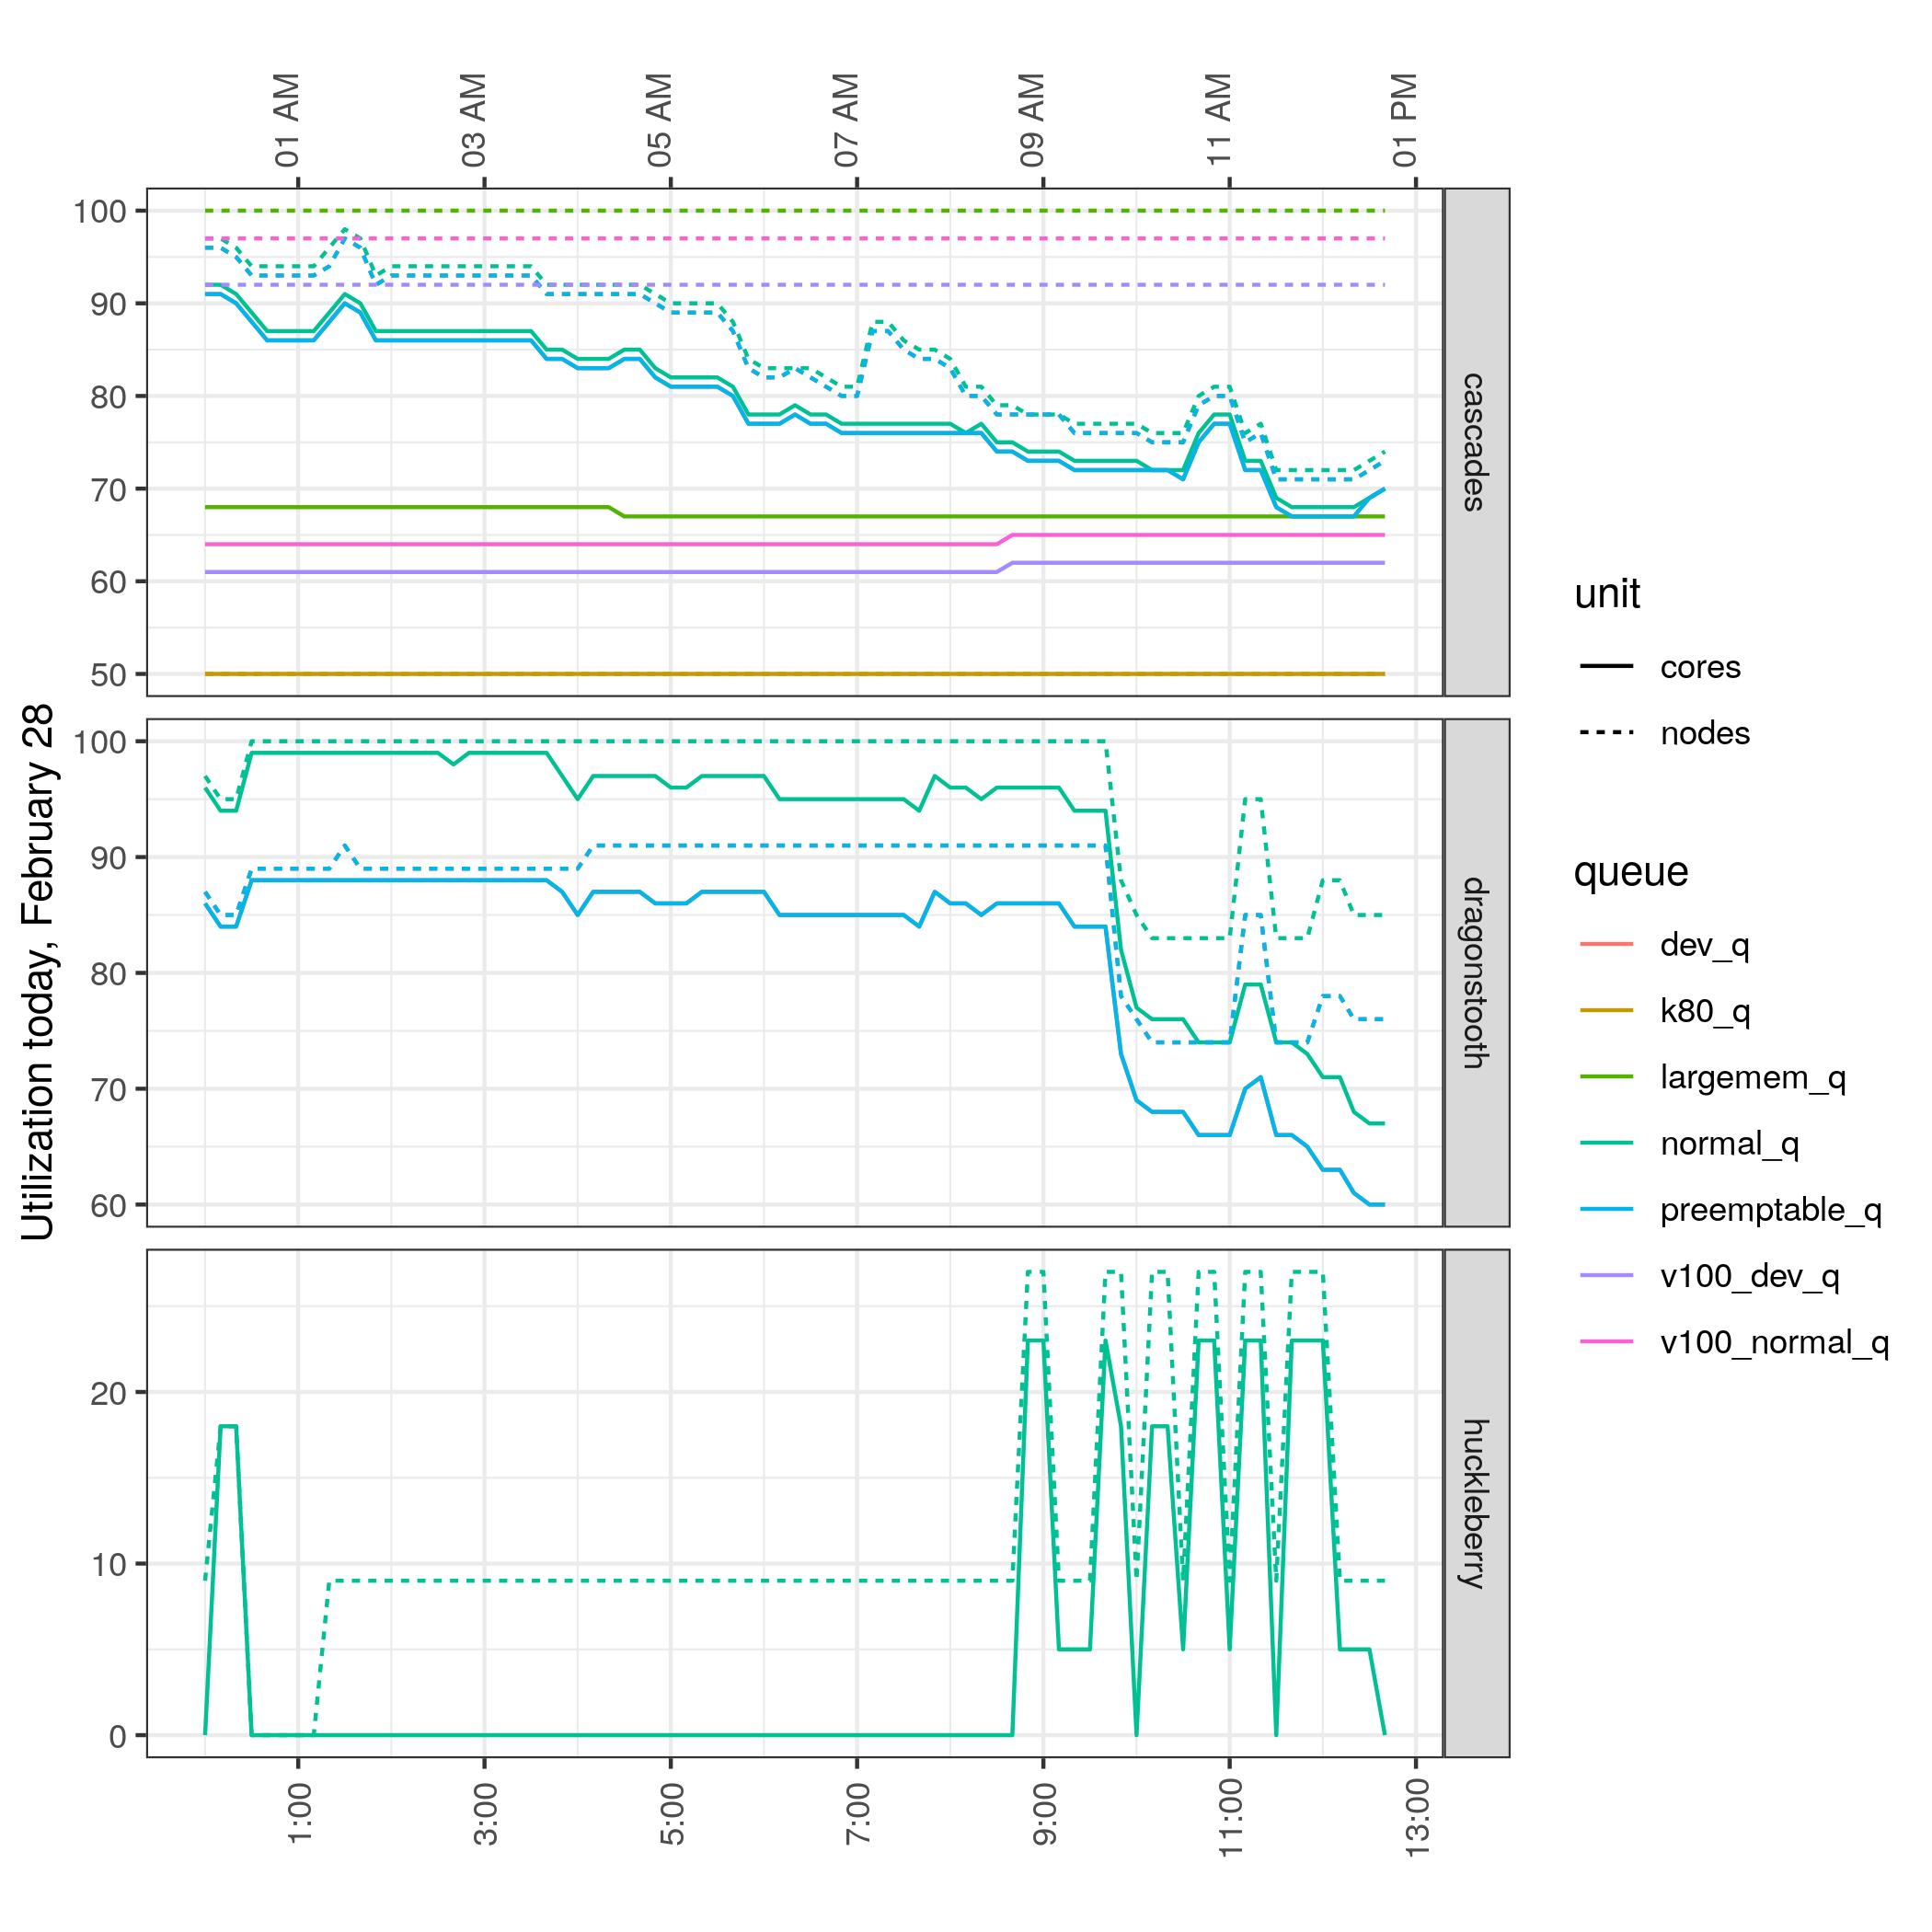 01 AM
03 AM
05 AM
07 AM
09 AM
11 AM
01 PM
Utilization today, February 28
100
90
80
70
60
50
cascades
100
90
80
70
60
dragonstooth
20
10
0
huckleberry
1:00
3:00
5:00
7:00
9:00
11:00
13:00
unit
cores
nodes
queue
dev_q
k80_q
largemem_q
normal_q
preemptable_q
v100_dev_q
v100_normal_q